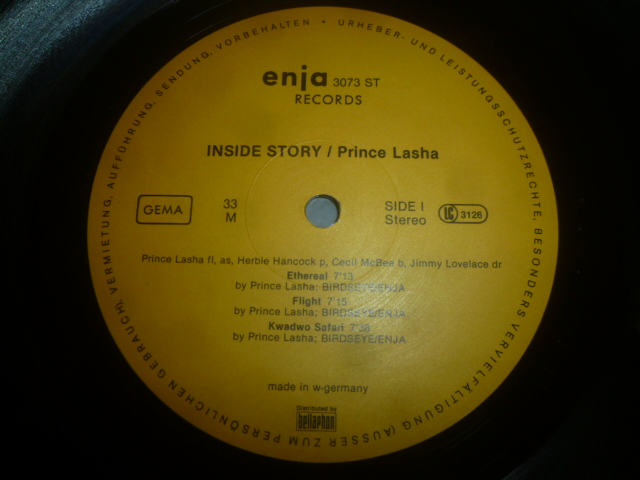 URHEBER- UND LEISTUNGSSCHUTZRECHTE, BESONDERS VERVIELFÄLTIGUNG (AUSSER ZUM PERSÖNLICHEN GEBRAUCH), VERMIETUNG, AUFFÜHRUNG, SENDUNG, VORBEHALTEN •
enja 3073 ST
RECORDS
INSIDE STORY / Prince Lasha
GEMA
33
M
SIDE I
Stereo
LC 3126
Prince Lasha fl, as, Herbie Hancock p, Cecil McBee b, Jimmy Lovelace dr
Ethereal 7'13
by Prince Lasha; BIRDSEYE/ENJA
Flight 7'15
by Prince Lasha; BIRDSEYE/ENJA
Kwadwo Safari 7'38
by Prince Lasha; BIRDSEYE/ENJA
made in w-germany
Distributed by
bellaphon